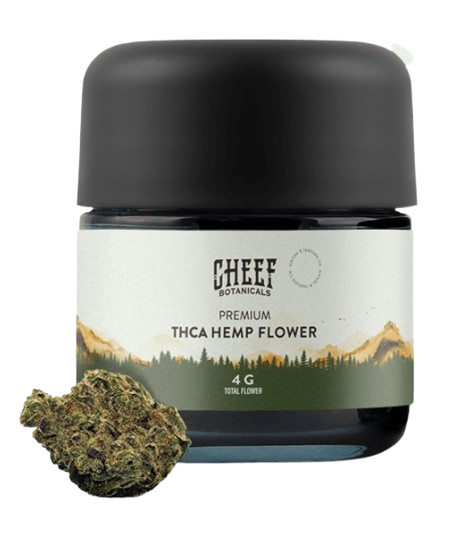 CHEEF
BOTANICALS
PREMIUM
THCA HEMP FLOWER
4 G
TOTAL FLOWER